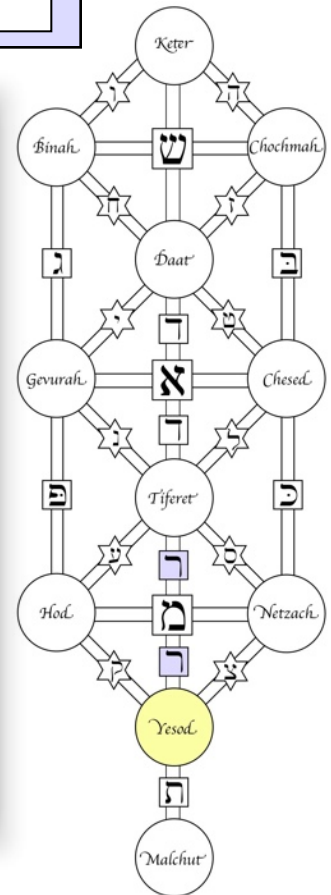 Keter
ו
ה
Binah
ש
Chochmah
ח
ז
ג
Daat
ב
י
ד
ט
Gevurah
א
Chesed
ד
נ
ל
פ
Tiferet
כ
ע
ר
ס
Hod
מ
Netzach
ר
ק
צ
Yesod
ת
Malchut